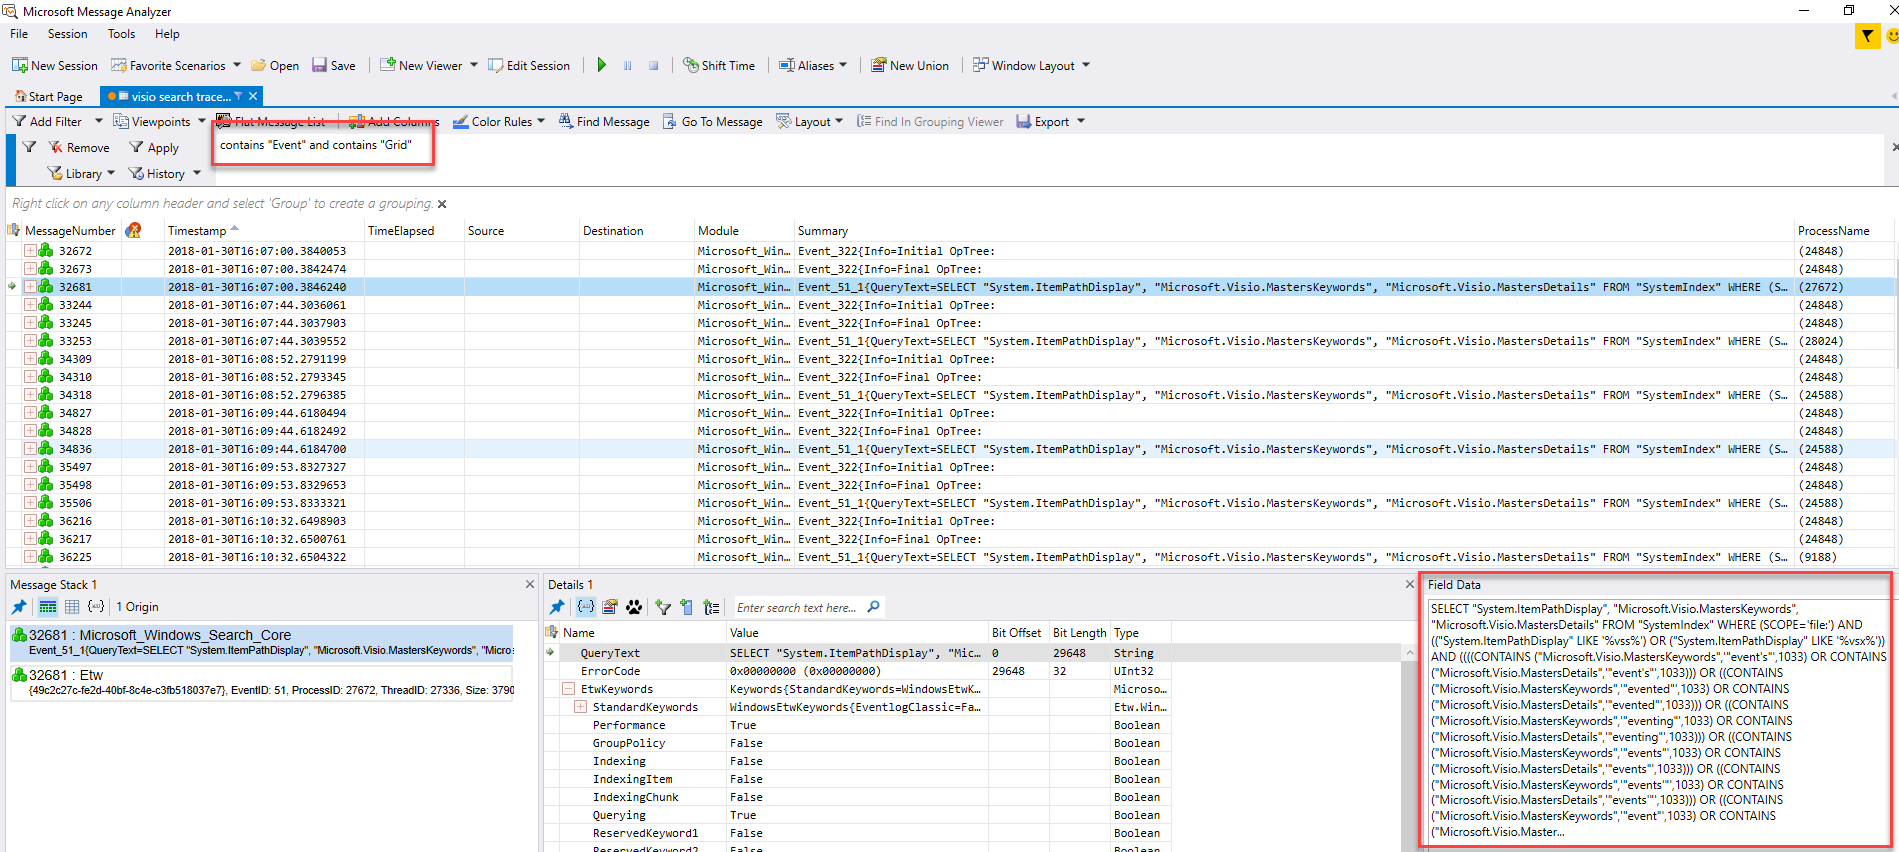 Microsoft Message Analyzer
File Session Tools Help
New Session Favorite Scenarios Open Save New Viewer Edit Session Shift Time Aliases New Union Window Layout
Start Page visio search trace...
Add Filter Viewpoints Flat Message List Add Columns Color Rules Find Message Go To Message Layout Find In Grouping Viewer Export
Remove Apply contains "Event" and contains "Grid"
Library History
Right click on any column header and select 'Group' to create a grouping.
MessageNumber Timestamp TimeElapsed Source Destination Module Summary ProcessName
32672 2018-01-30T16:07:00.3840053 Microsoft_Win... Event_322{Info=Initial OpTree: (24848)
32673 2018-01-30T16:07:00.3842474 Microsoft_Win... Event_322{Info=Final OpTree: (24848)
32681 2018-01-30T16:07:00.3846240 Microsoft_Win... Event_51_1{QueryText=SELECT "System.ItemPathDisplay", "Microsoft.Visio.MastersKeywords", "Microsoft.Visio.MastersDetails" FROM "SystemIndex" WHERE (S... (27672)
33244 2018-01-30T16:07:44.3036061 Microsoft_Win... Event_322{Info=Initial OpTree: (24848)
33245 2018-01-30T16:07:44.3037903 Microsoft_Win... Event_322{Info=Final OpTree: (24848)
33253 2018-01-30T16:07:44.3039552 Microsoft_Win... Event_51_1{QueryText=SELECT "System.ItemPathDisplay", "Microsoft.Visio.MastersKeywords", "Microsoft.Visio.MastersDetails" FROM "SystemIndex" WHERE (S... (28024)
34309 2018-01-30T16:08:52.2791199 Microsoft_Win... Event_322{Info=Initial OpTree: (24848)
34310 2018-01-30T16:08:52.2793345 Microsoft_Win... Event_322{Info=Final OpTree: (24848)
34318 2018-01-30T16:08:52.2796385 Microsoft_Win... Event_51_1{QueryText=SELECT "System.ItemPathDisplay", "Microsoft.Visio.MastersKeywords", "Microsoft.Visio.MastersDetails" FROM "SystemIndex" WHERE (S... (24588)
34827 2018-01-30T16:09:44.6180494 Microsoft_Win... Event_322{Info=Initial OpTree: (24848)
34828 2018-01-30T16:09:44.6182492 Microsoft_Win... Event_322{Info=Final OpTree: (24848)
34836 2018-01-30T16:09:44.6184700 Microsoft_Win... Event_51_1{QueryText=SELECT "System.ItemPathDisplay", "Microsoft.Visio.MastersKeywords", "Microsoft.Visio.MastersDetails" FROM "SystemIndex" WHERE (S... (24588)
35497 2018-01-30T16:09:53.8327327 Microsoft_Win... Event_322{Info=Initial OpTree: (24848)
35498 2018-01-30T16:09:53.8329653 Microsoft_Win... Event_322{Info=Final OpTree: (24848)
35506 2018-01-30T16:09:53.8333321 Microsoft_Win... Event_51_1{QueryText=SELECT "System.ItemPathDisplay", "Microsoft.Visio.MastersKeywords", "Microsoft.Visio.MastersDetails" FROM "SystemIndex" WHERE (S... (24588)
36216 2018-01-30T16:10:32.6498903 Microsoft_Win... Event_322{Info=Initial OpTree: (24848)
36217 2018-01-30T16:10:32.6500761 Microsoft_Win... Event_322{Info=Final OpTree: (24848)
36225 2018-01-30T16:10:32.6504322 Microsoft_Win... Event_51_1{QueryText=SELECT "System.ItemPathDisplay", "Microsoft.Visio.MastersKeywords", "Microsoft.Visio.MastersDetails" FROM "SystemIndex" WHERE (S... (9188)
Message Stack 1
1 Origin
32681 : Microsoft_Windows_Search_Core
Event_51_1{QueryText=SELECT "System.ItemPathDisplay", "Microsoft.Visio.MastersKeywords", "Micros
32681 : Etw
{49c2c27c-fe2d-40bf-8c4e-c3fb518037e7}, EventID: 51, ProcessID: 27672, ThreadID: 27336, Size: 3790
Details 1
Enter search text here...
Name Value Bit Offset Bit Length Type
QueryText SELECT "System.ItemPathDisplay", "Mic... 0 29648 String
ErrorCode 0x00000000 (0x00000000) 29648 32 UInt32
EtwKeywords Keywords{StandardKeywords=WindowsEtwK... Microso...
StandardKeywords WindowsEtwKeywords{EventlogClassic=Fa... Etw.Win...
Performance True Boolean
GroupPolicy False Boolean
Indexing False Boolean
IndexingItem False Boolean
IndexingChunk False Boolean
Querying True Boolean
ReservedKeyword1 False Boolean
ReservedKeyword2 False Boolean
Field Data
SELECT "System.ItemPathDisplay", "Microsoft.Visio.MastersKeywords",
"Microsoft.Visio.MastersDetails" FROM "SystemIndex" WHERE (SCOPE='file:') AND
(("System.ItemPathDisplay" LIKE '%vss%') OR ("System.ItemPathDisplay" LIKE '%vsx%'))
AND ((((CONTAINS ("Microsoft.Visio.MastersKeywords",'"event's"',1033) OR CONTAINS
("Microsoft.Visio.MastersDetails",'"event's"',1033))) OR ((CONTAINS
("Microsoft.Visio.MastersKeywords",'"evented"',1033) OR CONTAINS
("Microsoft.Visio.MastersDetails",'"evented"',1033))) OR ((CONTAINS
("Microsoft.Visio.MastersKeywords",'"eventing"',1033) OR CONTAINS
("Microsoft.Visio.MastersDetails",'"eventing"',1033))) OR ((CONTAINS
("Microsoft.Visio.MastersKeywords",'"events"',1033) OR CONTAINS
("Microsoft.Visio.MastersDetails",'"events"',1033))) OR ((CONTAINS
("Microsoft.Visio.MastersKeywords",'"events'"',1033) OR CONTAINS
("Microsoft.Visio.MastersDetails",'"events'"',1033))) OR ((CONTAINS
("Microsoft.Visio.MastersKeywords",'"event"',1033) OR CONTAINS
("Microsoft.Visio.Master...